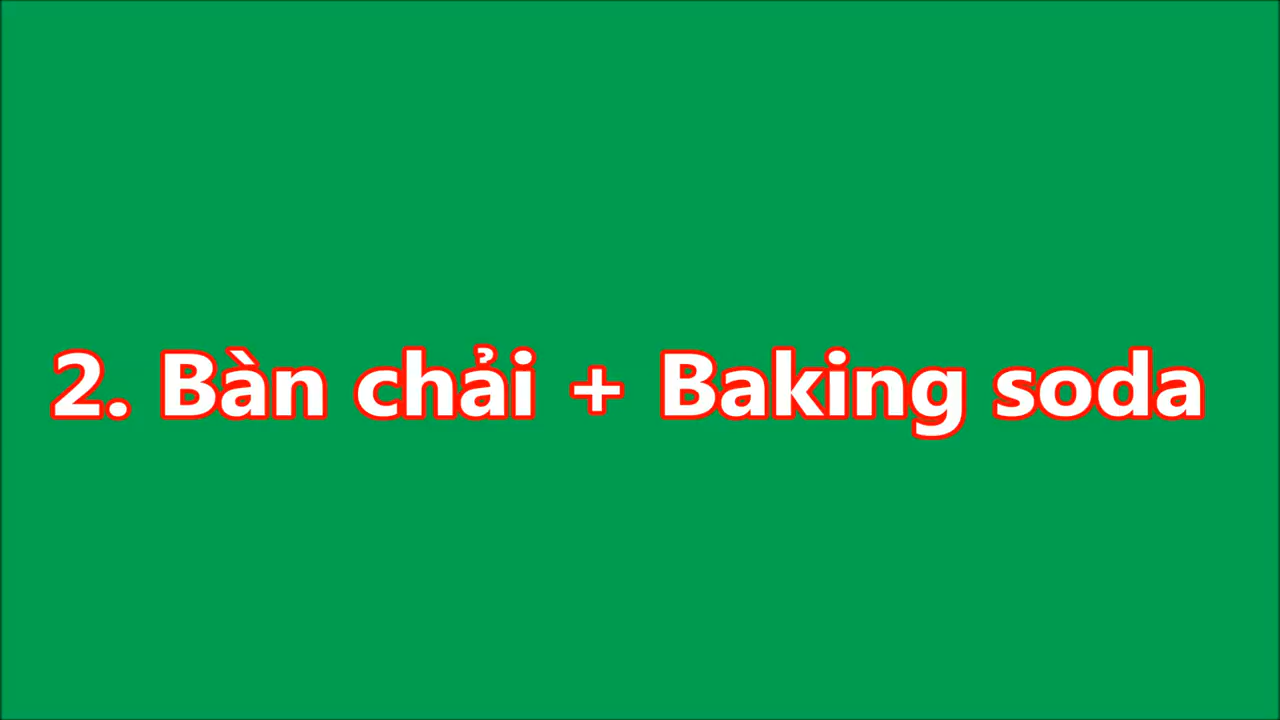 2. Bàn chải + Baking soda